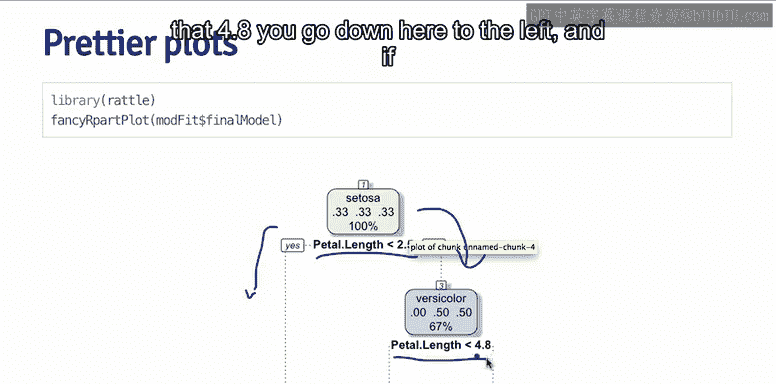 that 4.8 you go down here to the left, and
if
Prettier plots
library(rattle)
fancyRpartPlot(modFit$finalModel)
1
setosa
.33 .33 .33
100%
yes Petal.Length < 2.
plot of chunk unnamed-chunk-4
3
versicolor
.00 .50 .50
67%
Petal.Length < 4.8